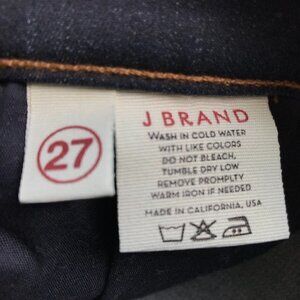 27
J BRAND
WASH IN COLD WATER
WITH LIKE COLORS
DO NOT BLEACH,
TUMBLE DRY LOW
REMOVE PROMPLTY
WARM IRON IF NEEDED
MADE IN CALIFORNIA, USA